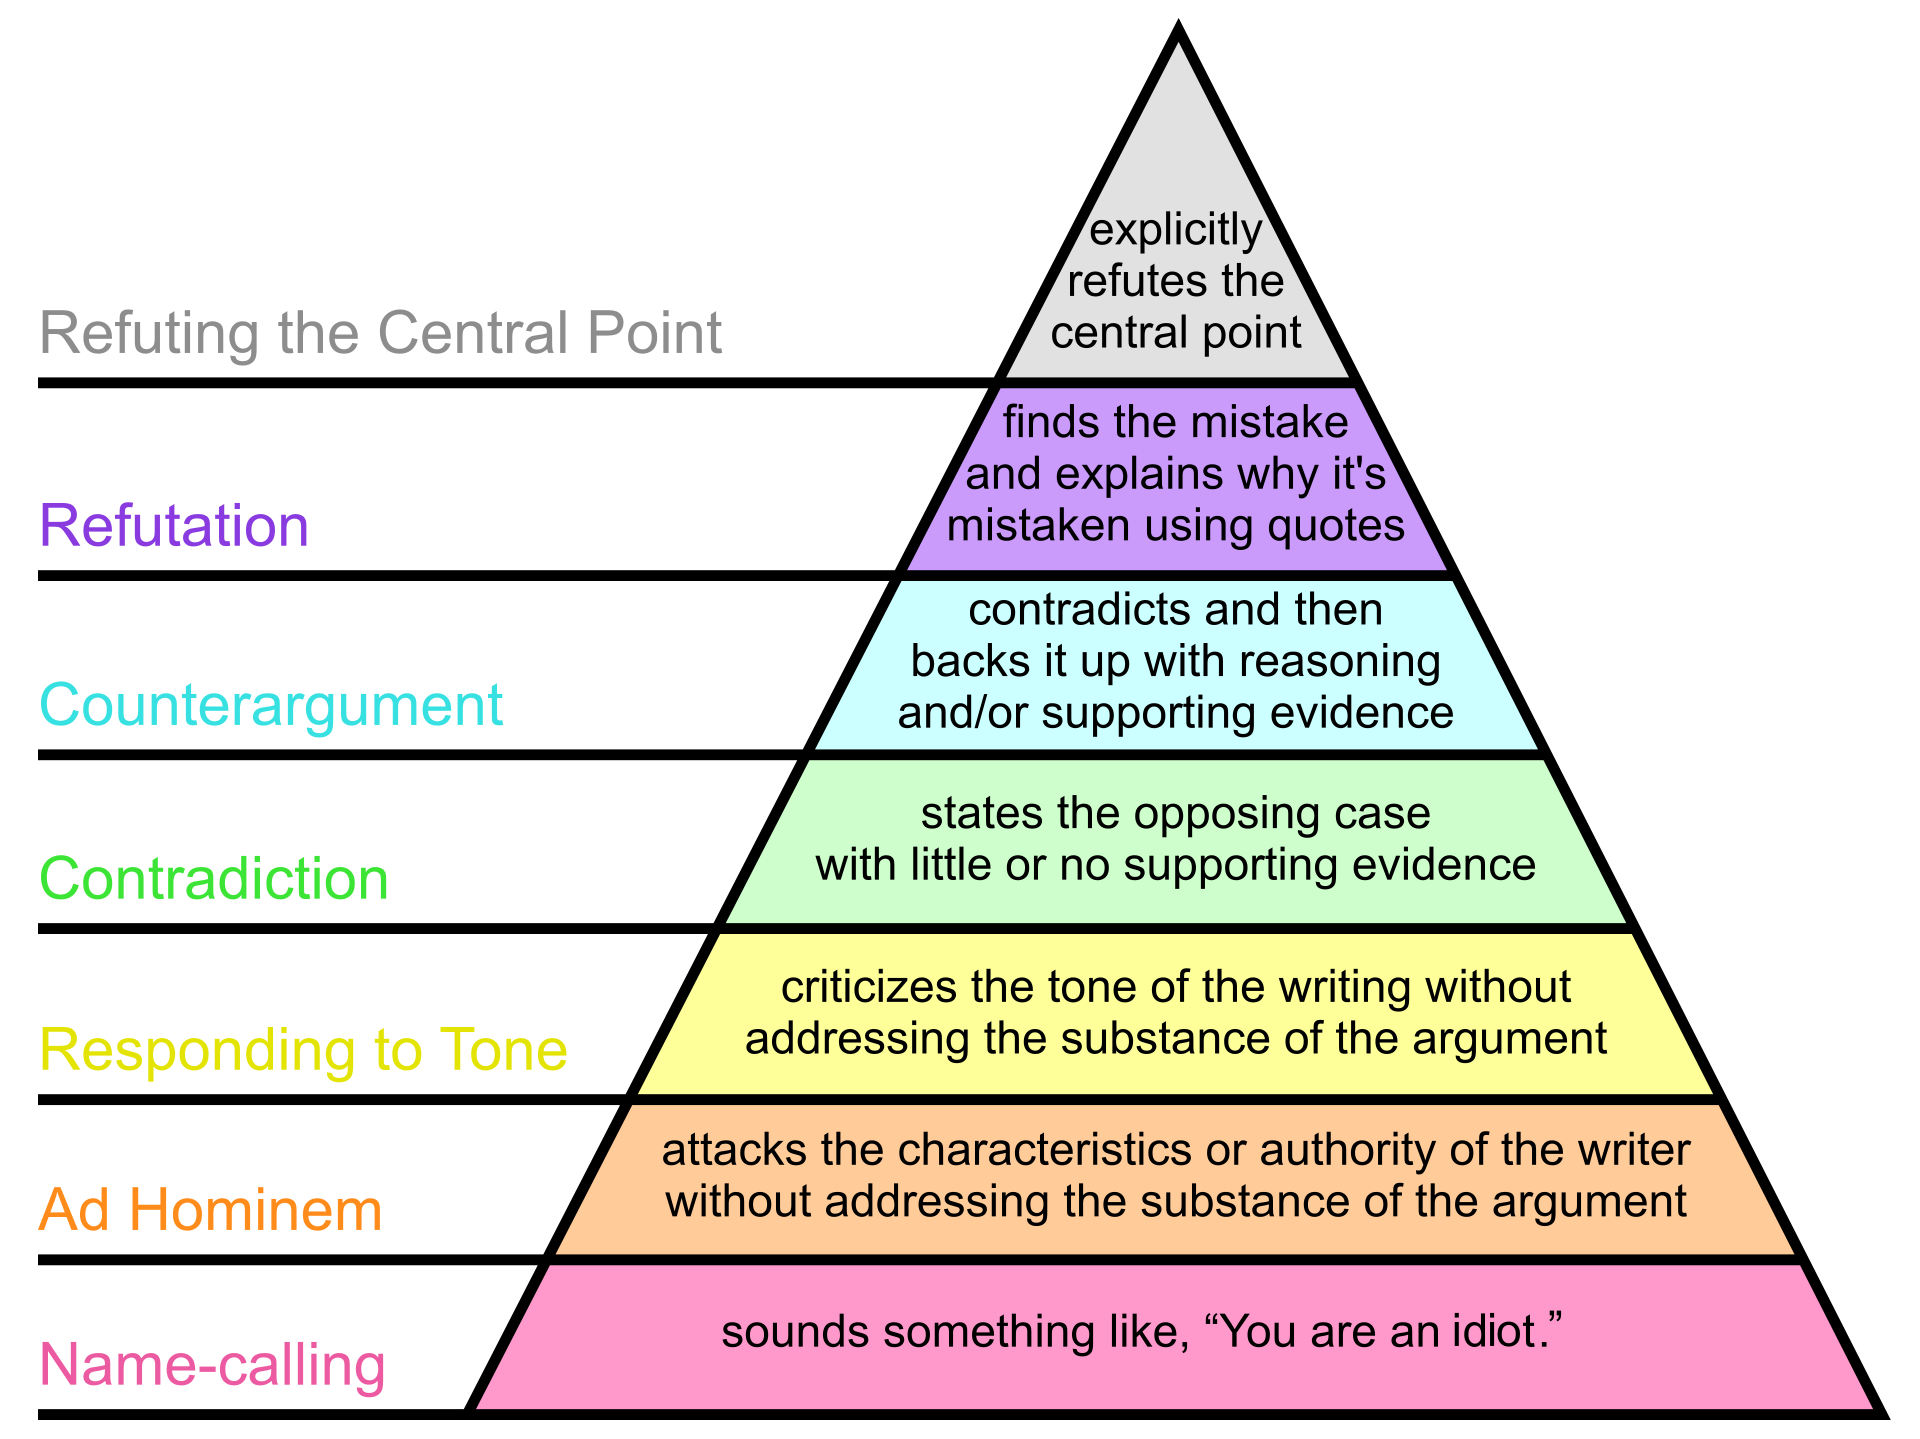 explicitly
refutes the
central point
Refuting the Central Point
finds the mistake
and explains why it's
mistaken using quotes
Refutation
contradicts and then
backs it up with reasoning
and/or supporting evidence
Counterargument
states the opposing case
with little or no supporting evidence
Contradiction
criticizes the tone of the writing without
addressing the substance of the argument
Responding to Tone
attacks the characteristics or authority of the writer
without addressing the substance of the argument
Ad Hominem
sounds something like, “You are an idiot.”
Name-calling